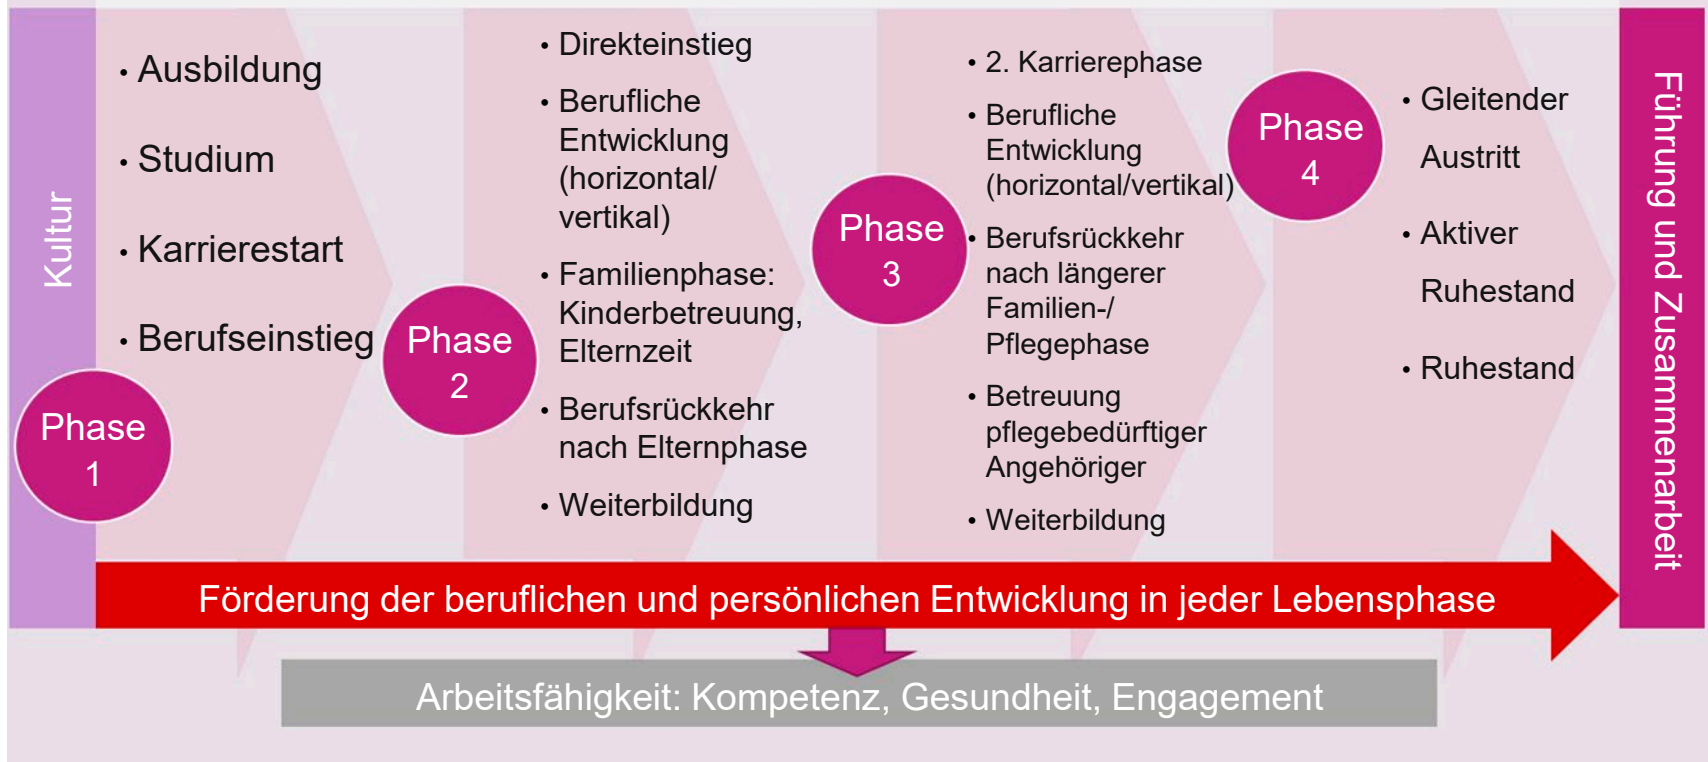 Kultur
Phase
1
• Ausbildung
• Studium
• Karrierestart
• Berufseinstieg
Phase
2
• Direkteinstieg
• Berufliche
Entwicklung
(horizontal/
vertikal)
• Familienphase:
Kinderbetreuung,
Elternzeit
• Berufsrückkehr
nach Elternphase
• Weiterbildung
Phase
3
• 2. Karrierephase
• Berufliche
Entwicklung
(horizontal/vertikal)
• Berufsrückkehr
nach längerer
Familien-/
Pflegephase
• Betreuung
pflegebedürftiger
Angehöriger
• Weiterbildung
Phase
4
• Gleitender
Austritt
• Aktiver
Ruhestand
• Ruhestand
Führung und Zusammenarbeit
Förderung der beruflichen und persönlichen Entwicklung in jeder Lebensphase
Arbeitsfähigkeit: Kompetenz, Gesundheit, Engagement